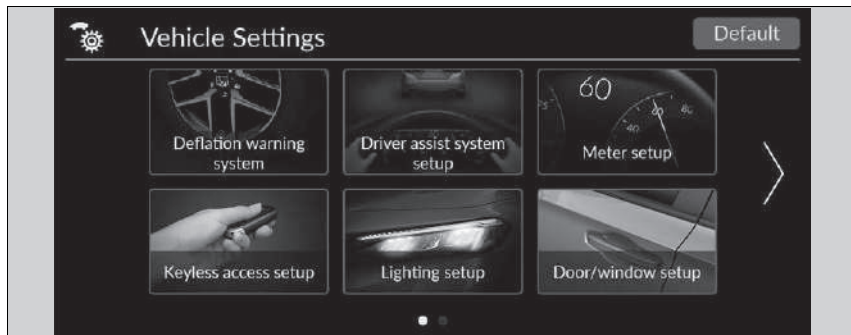 Vehicle Settings
Default
Deflation warning
system
Driver assist system
setup
60
Meter setup
Keyless access setup
Lighting setup
Door/window setup